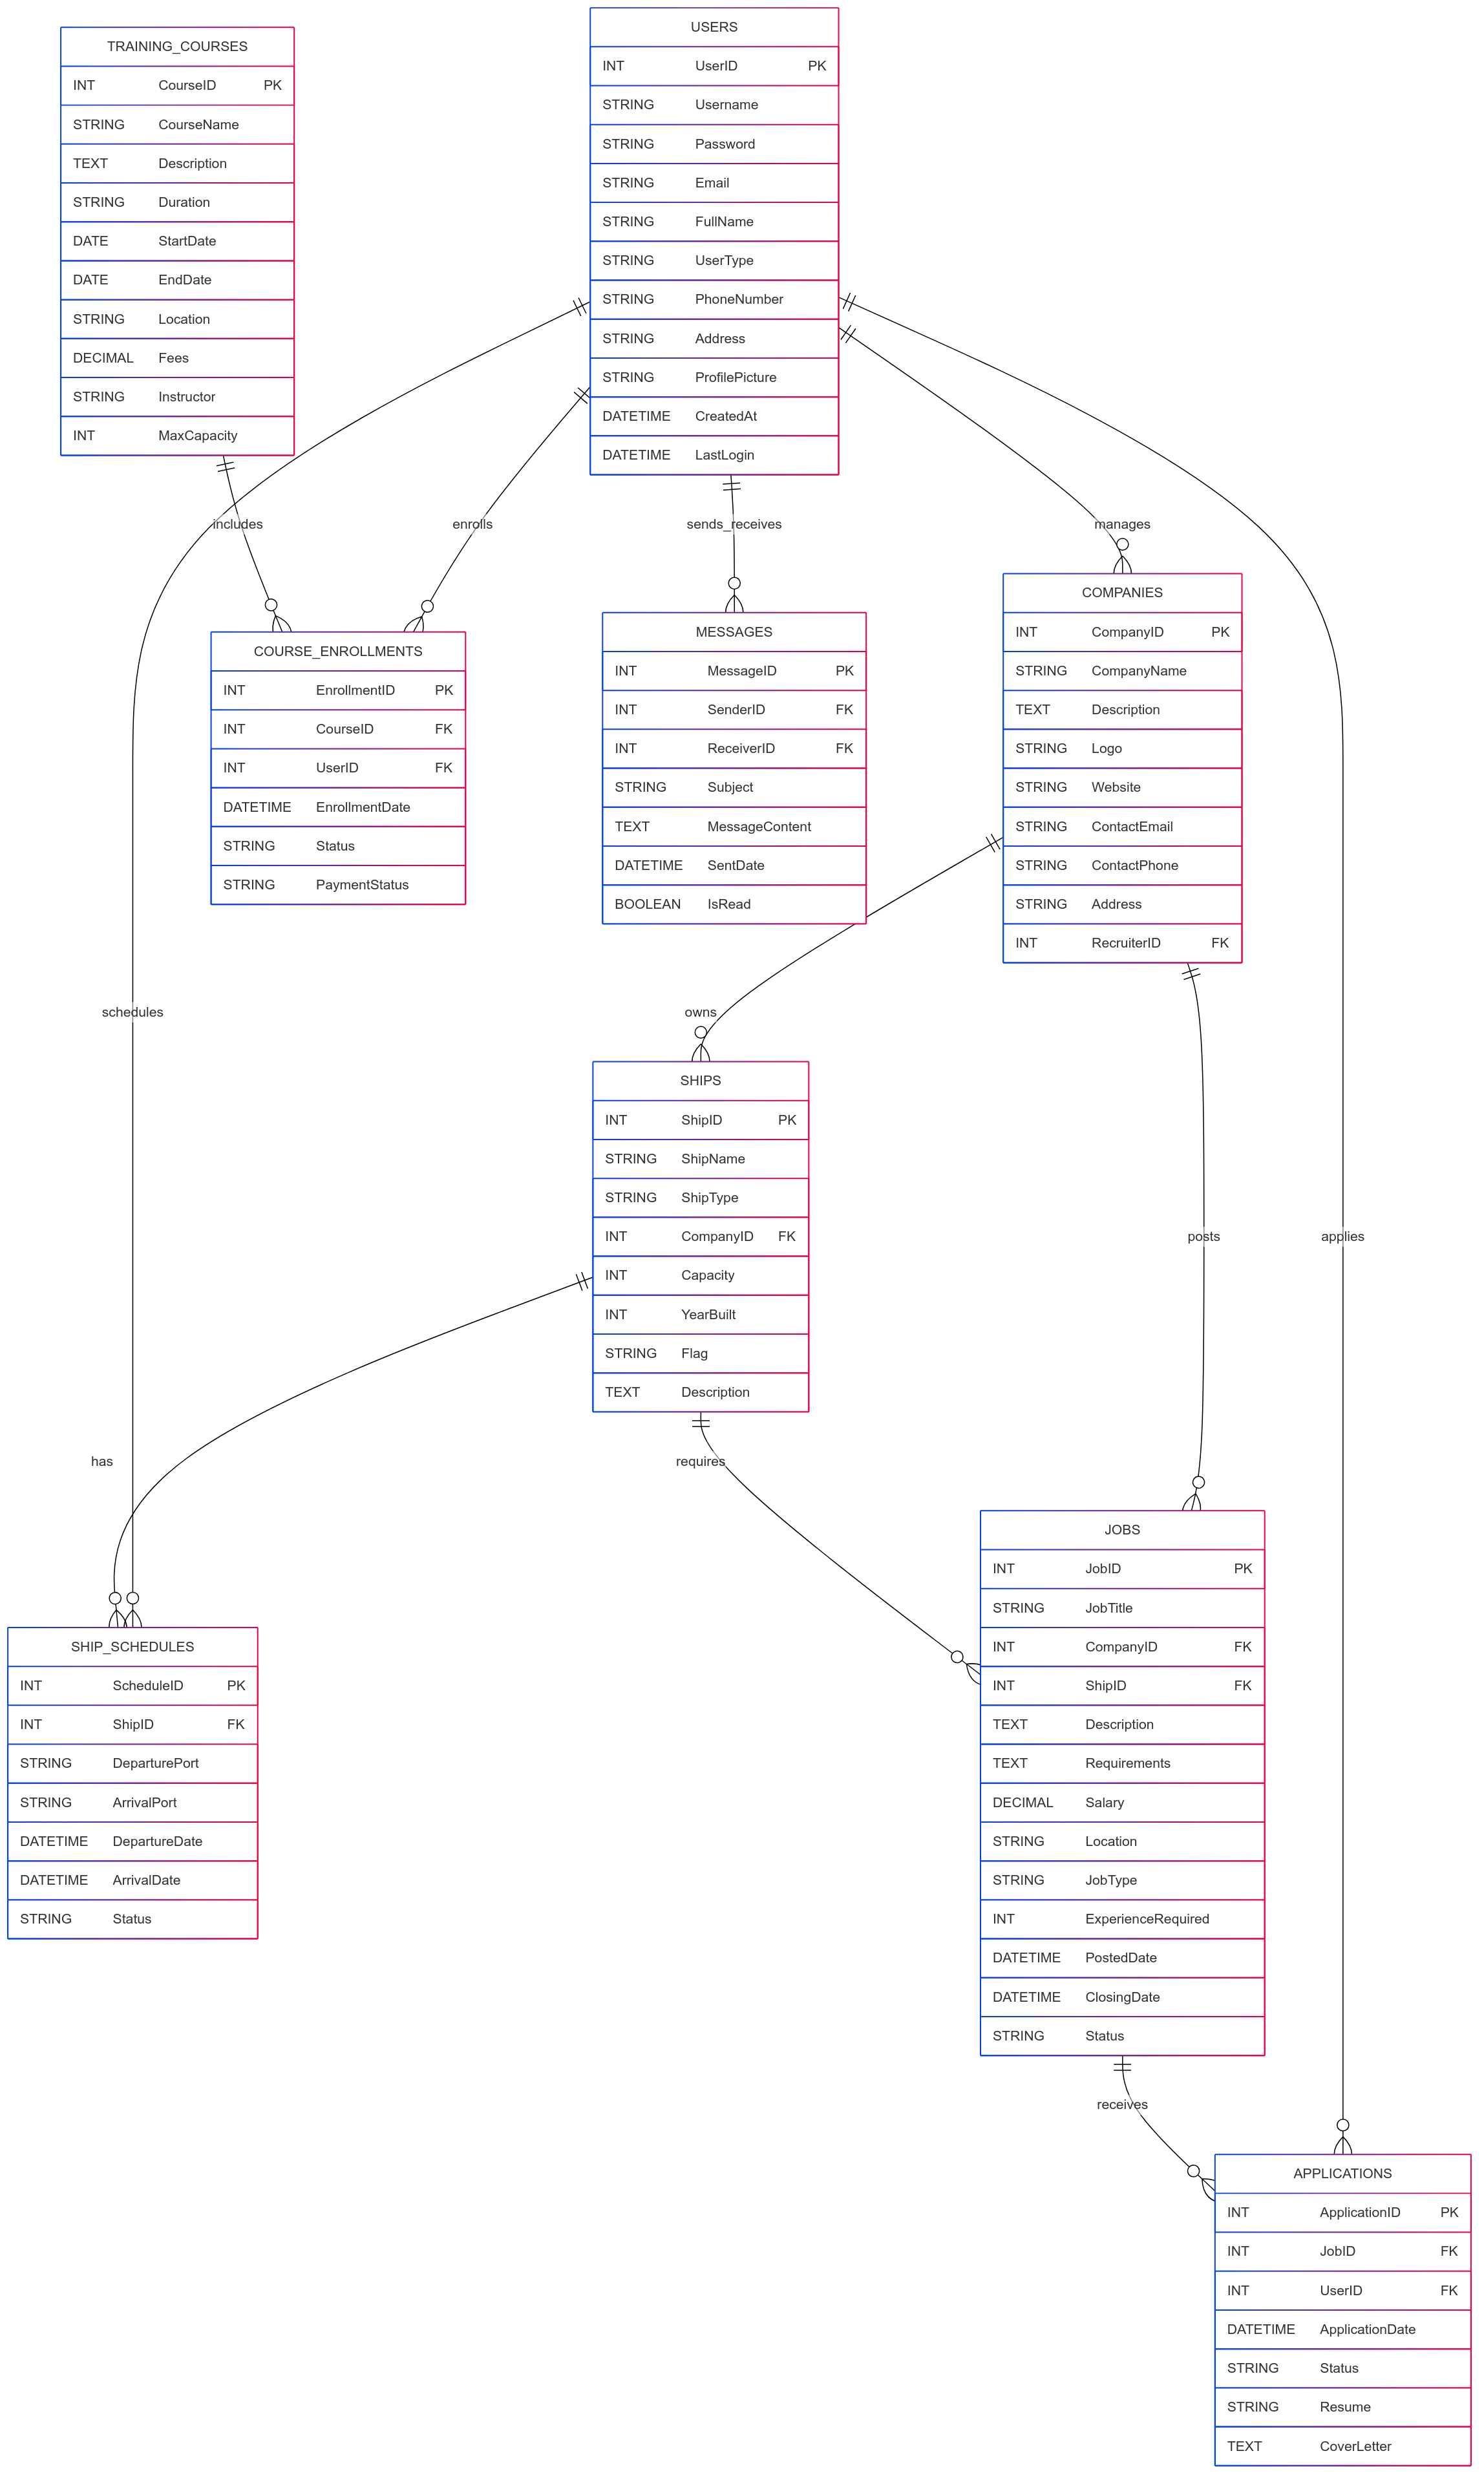 TRAINING_COURSES
INT CourseID PK
STRING CourseName
TEXT Description
STRING Duration
DATE StartDate
DATE EndDate
STRING Location
DECIMAL Fees
STRING Instructor
INT MaxCapacity
USERS
INT UserID PK
STRING Username
STRING Password
STRING Email
STRING FullName
STRING UserType
STRING PhoneNumber
STRING Address
STRING ProfilePicture
DATETIME CreatedAt
DATETIME LastLogin
includes
enrolls
sends_receives
manages
COURSE_ENROLLMENTS
INT EnrollmentID PK
INT CourseID FK
INT UserID FK
DATETIME EnrollmentDate
STRING Status
STRING PaymentStatus
MESSAGES
INT MessageID PK
INT SenderID FK
INT ReceiverID FK
STRING Subject
TEXT MessageContent
DATETIME SentDate
BOOLEAN IsRead
COMPANIES
INT CompanyID PK
STRING CompanyName
TEXT Description
STRING Logo
STRING Website
STRING ContactEmail
STRING ContactPhone
STRING Address
INT RecruiterID FK
schedules
owns
SHIPS
INT ShipID PK
STRING ShipName
STRING ShipType
INT CompanyID FK
INT Capacity
INT YearBuilt
STRING Flag
TEXT Description
posts
applies
has
requires
SHIP_SCHEDULES
INT ScheduleID PK
INT ShipID FK
STRING DeparturePort
STRING ArrivalPort
DATETIME DepartureDate
DATETIME ArrivalDate
STRING Status
JOBS
INT JobID PK
STRING JobTitle
INT CompanyID FK
INT ShipID FK
TEXT Description
TEXT Requirements
DECIMAL Salary
STRING Location
STRING JobType
INT ExperienceRequired
DATETIME PostedDate
DATETIME ClosingDate
STRING Status
receives
APPLICATIONS
INT ApplicationID PK
INT JobID FK
INT UserID FK
DATETIME ApplicationDate
STRING Status
STRING Resume
TEXT CoverLetter